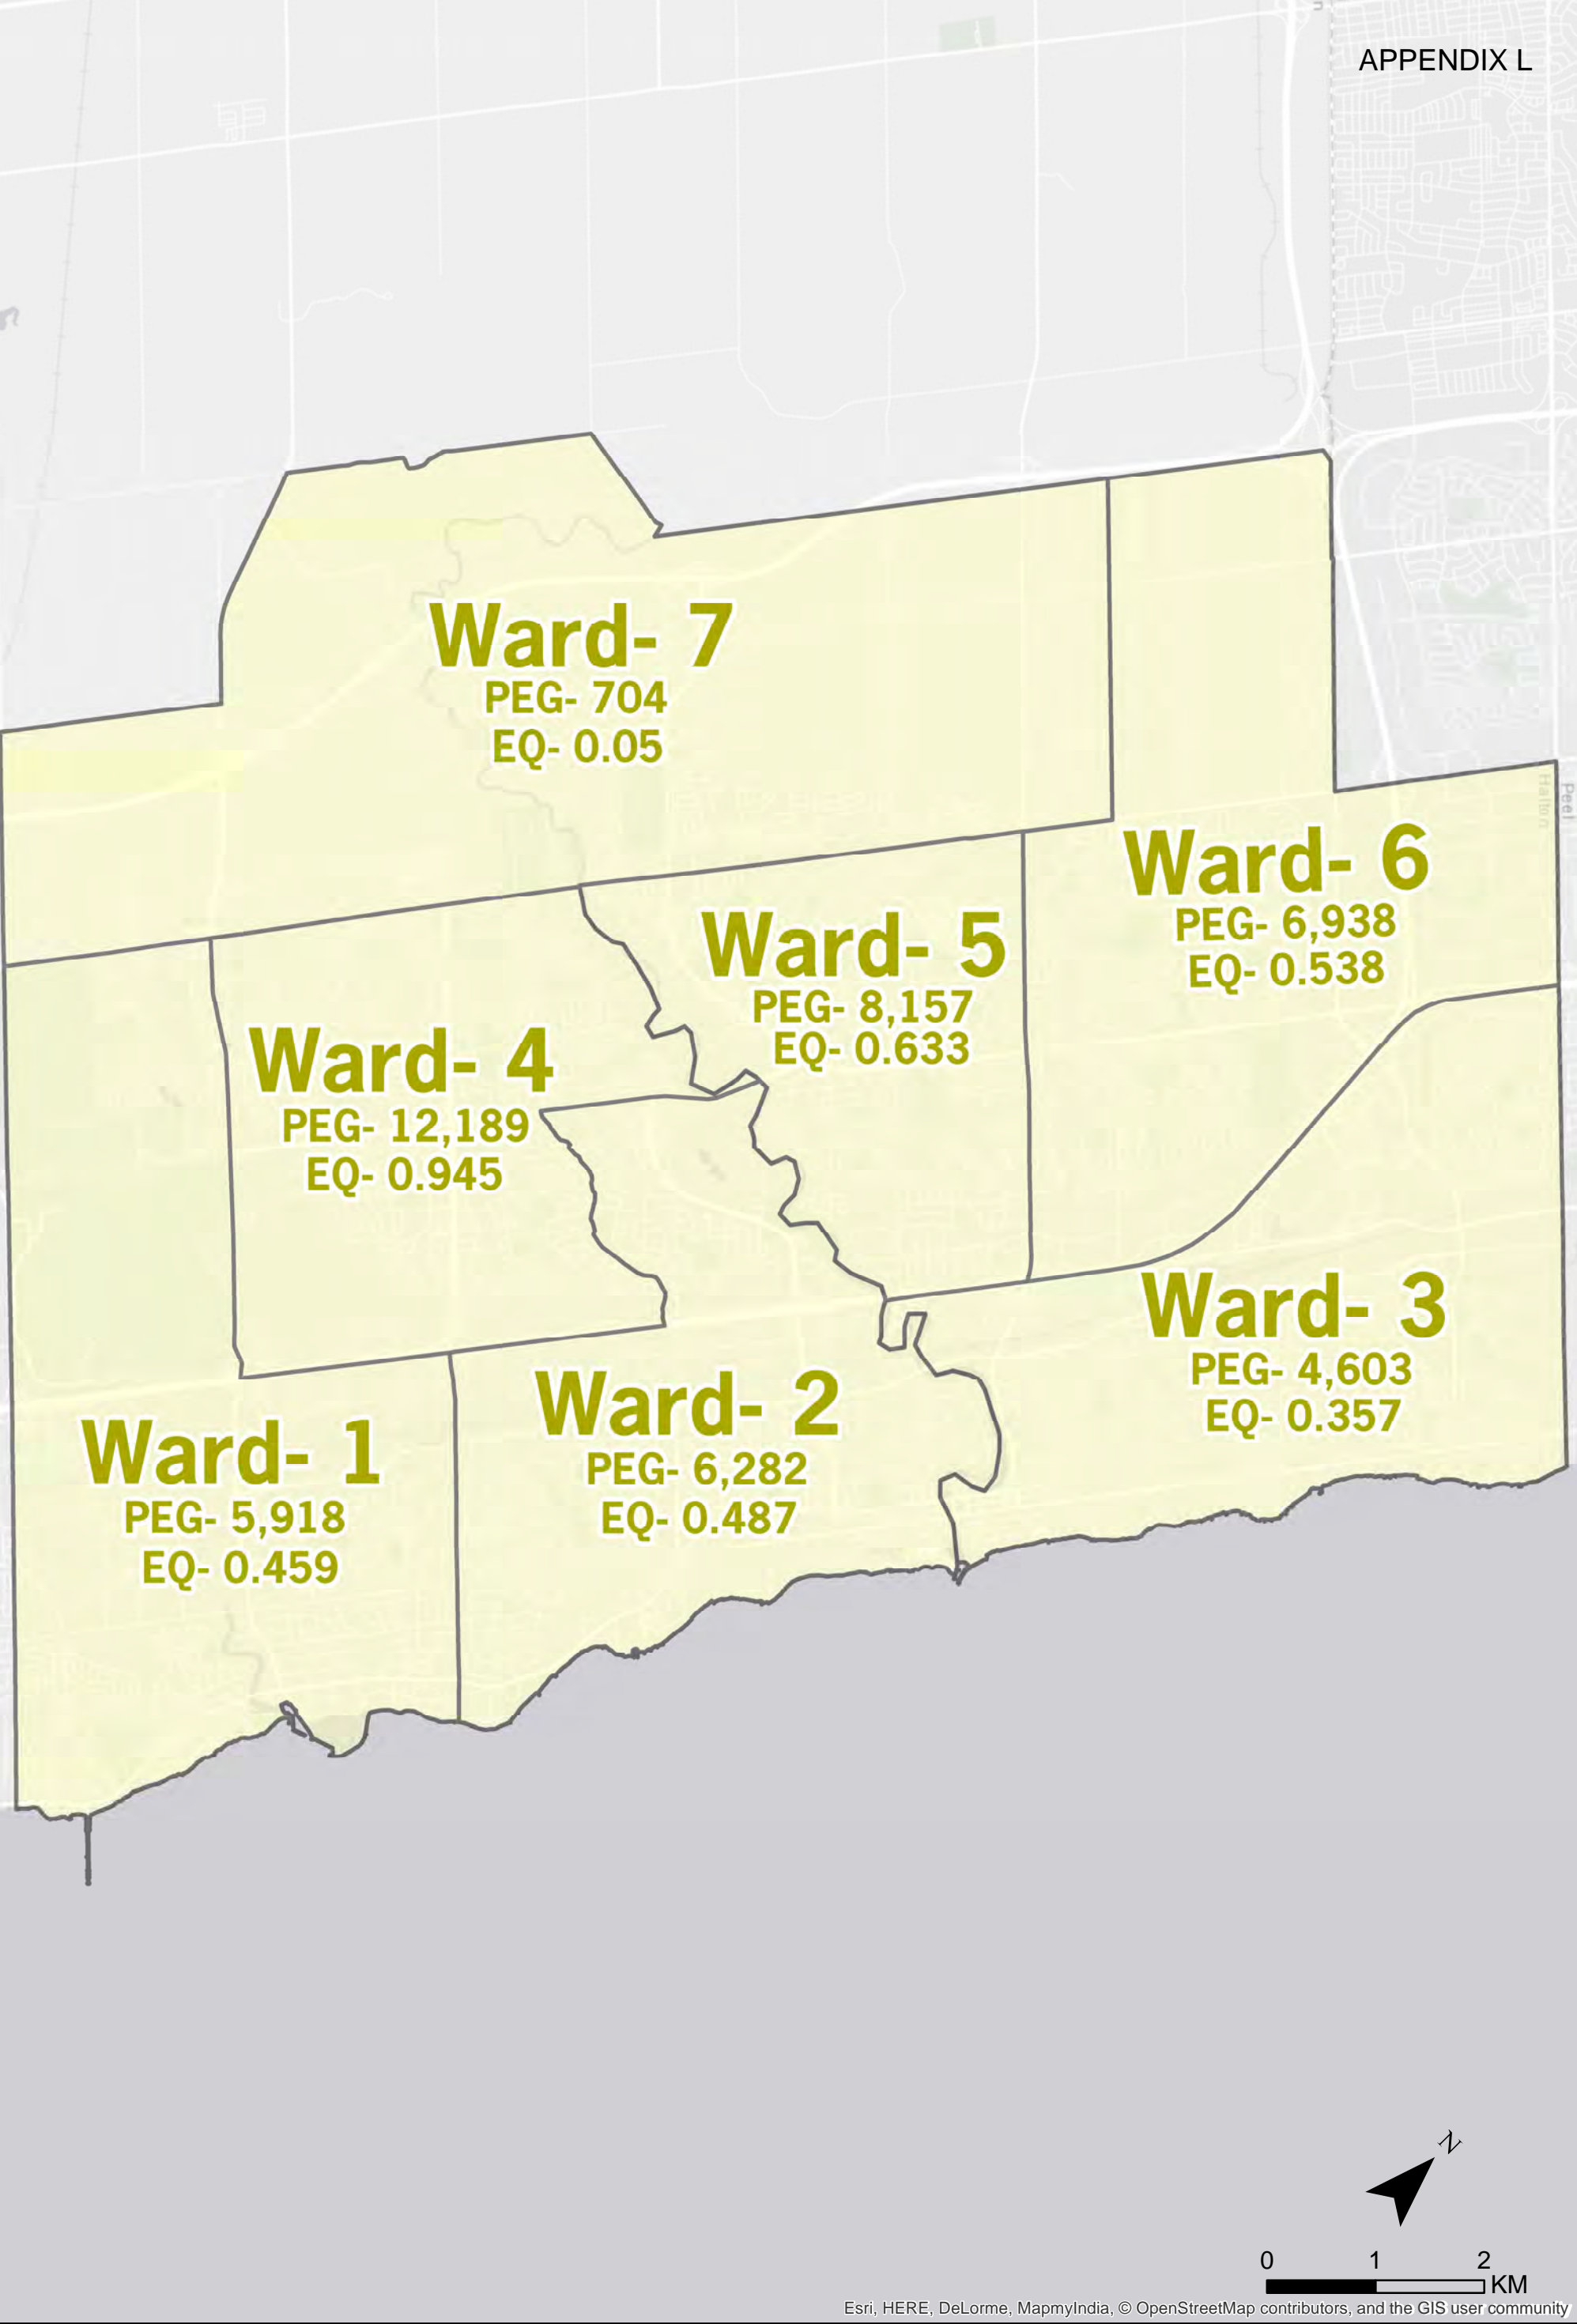 APPENDIX L
Ward- 7
PEG- 704
EQ- 0.05
Peel
Halton
Ward- 6
PEG- 6,938
EQ- 0.538
Ward- 5
PEG- 8,157
EQ- 0.633
Ward- 4
PEG- 12,189
EQ- 0.945
Ward- 3
PEG- 4,603
EQ- 0.357
Ward- 2
PEG- 6,282
EQ- 0.487
Ward- 1
PEG- 5,918
EQ- 0.459
N
0 1 2
KM
Esri, HERE, DeLorme, MapmyIndia, © OpenStreetMap contributors, and the GIS user community